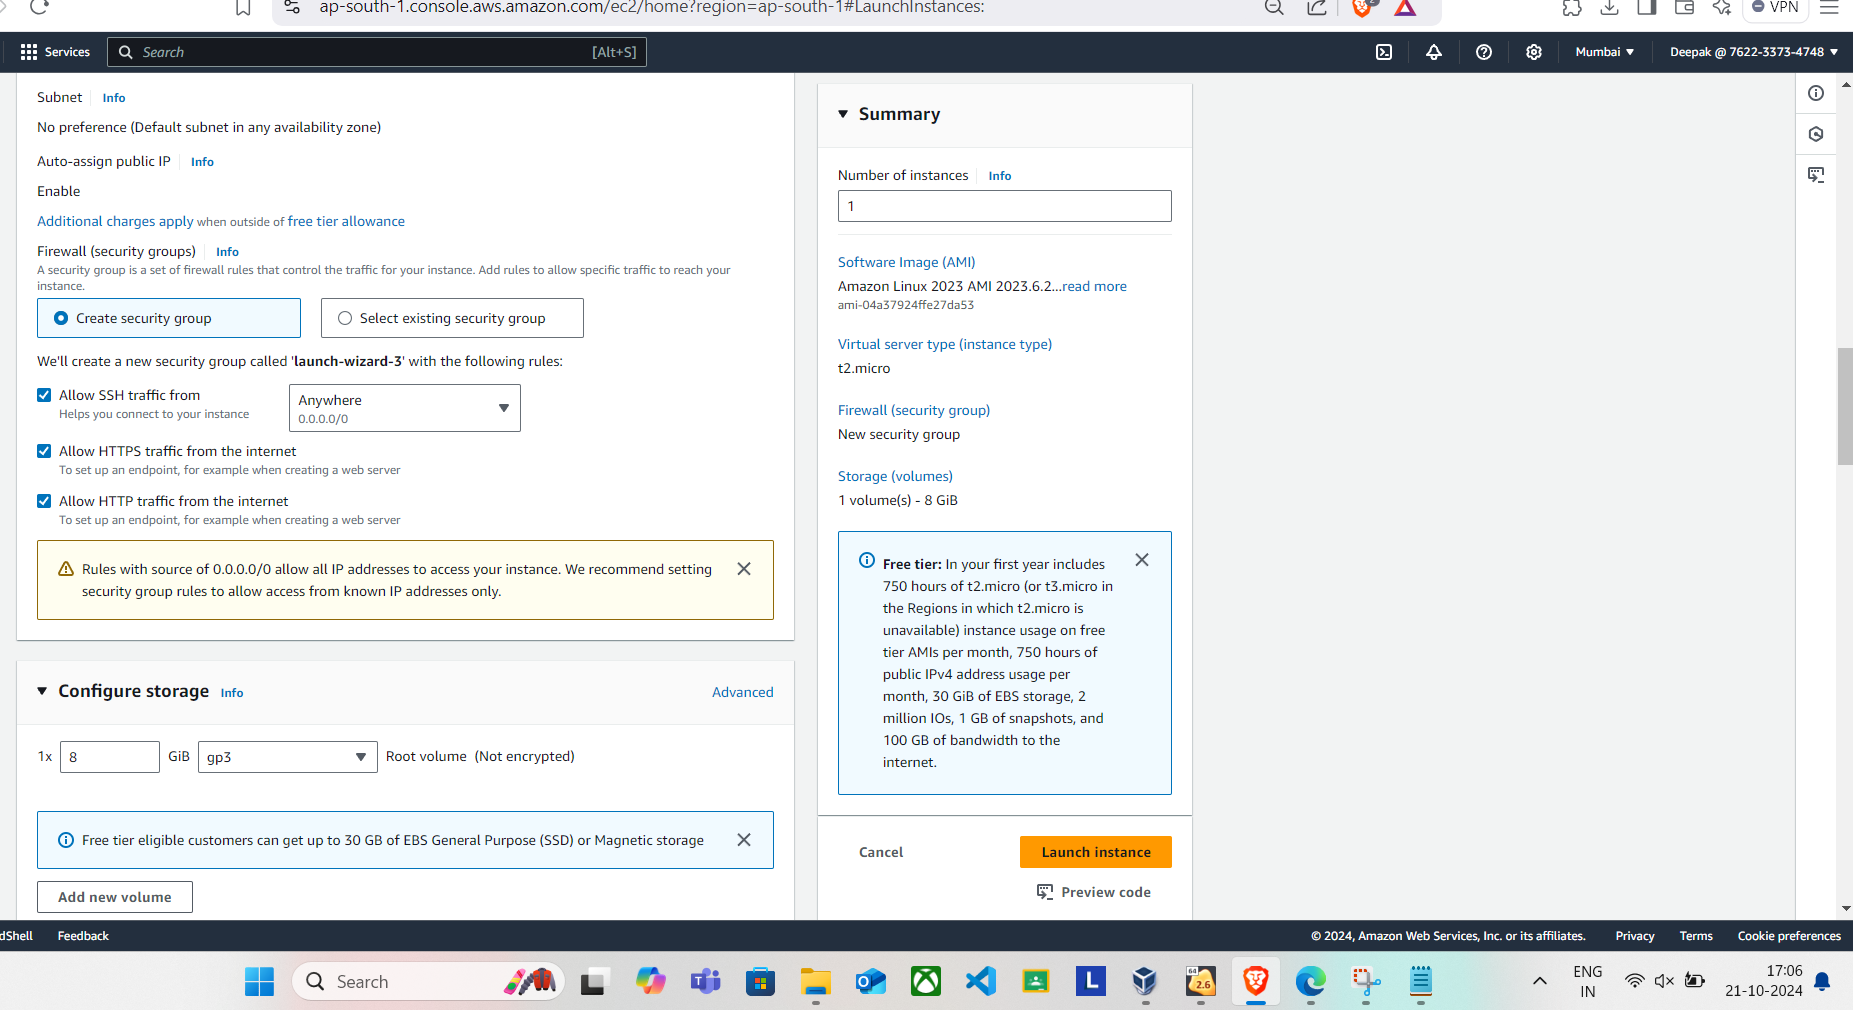 ap-south-1.console.aws.amazon.com/ec2/home?region=ap-south-1#LaunchInstances:
VPN
Services
Search
[Alt+S]
Mumbai
Deepak @ 7622-3373-4748
Subnet
Info
No preference (Default subnet in any availability zone)
Auto-assign public IP
Info
Enable
Additional charges apply when outside of free tier allowance
Firewall (security groups)
Info
A security group is a set of firewall rules that control the traffic for your instance. Add rules to allow specific traffic to reach your
instance.
Create security group
Select existing security group
We'll create a new security group called 'launch-wizard-3' with the following rules:
Allow SSH traffic from
Helps you connect to your instance
Anywhere
0.0.0.0/0
Allow HTTPS traffic from the internet
To set up an endpoint, for example when creating a web server
Allow HTTP traffic from the internet
To set up an endpoint, for example when creating a web server
Rules with source of 0.0.0.0/0 allow all IP addresses to access your instance. We recommend setting
security group rules to allow access from known IP addresses only.
Configure storage
Info
Advanced
1x
8
GiB
gp3
Root volume (Not encrypted)
Free tier eligible customers can get up to 30 GB of EBS General Purpose (SSD) or Magnetic storage
Add new volume
Summary
Number of instances
Info
1
Software Image (AMI)
Amazon Linux 2023 AMI 2023.6.2...read more
ami-04a37924ffe27da53
Virtual server type (instance type)
t2.micro
Firewall (security group)
New security group
Storage (volumes)
1 volume(s) - 8 GiB
Free tier: In your first year includes
750 hours of t2.micro (or t3.micro in
the Regions in which t2.micro is
unavailable) instance usage on free
tier AMIs per month, 750 hours of
public IPv4 address usage per
month, 30 GiB of EBS storage, 2
million IOs, 1 GB of snapshots, and
100 GB of bandwidth to the
internet.
Cancel
Launch instance
Preview code
dShell
Feedback
© 2024, Amazon Web Services, Inc. or its affiliates.
Privacy
Terms
Cookie preferences
Search
L
64
2.6
ENG
IN
17:06
21-10-2024